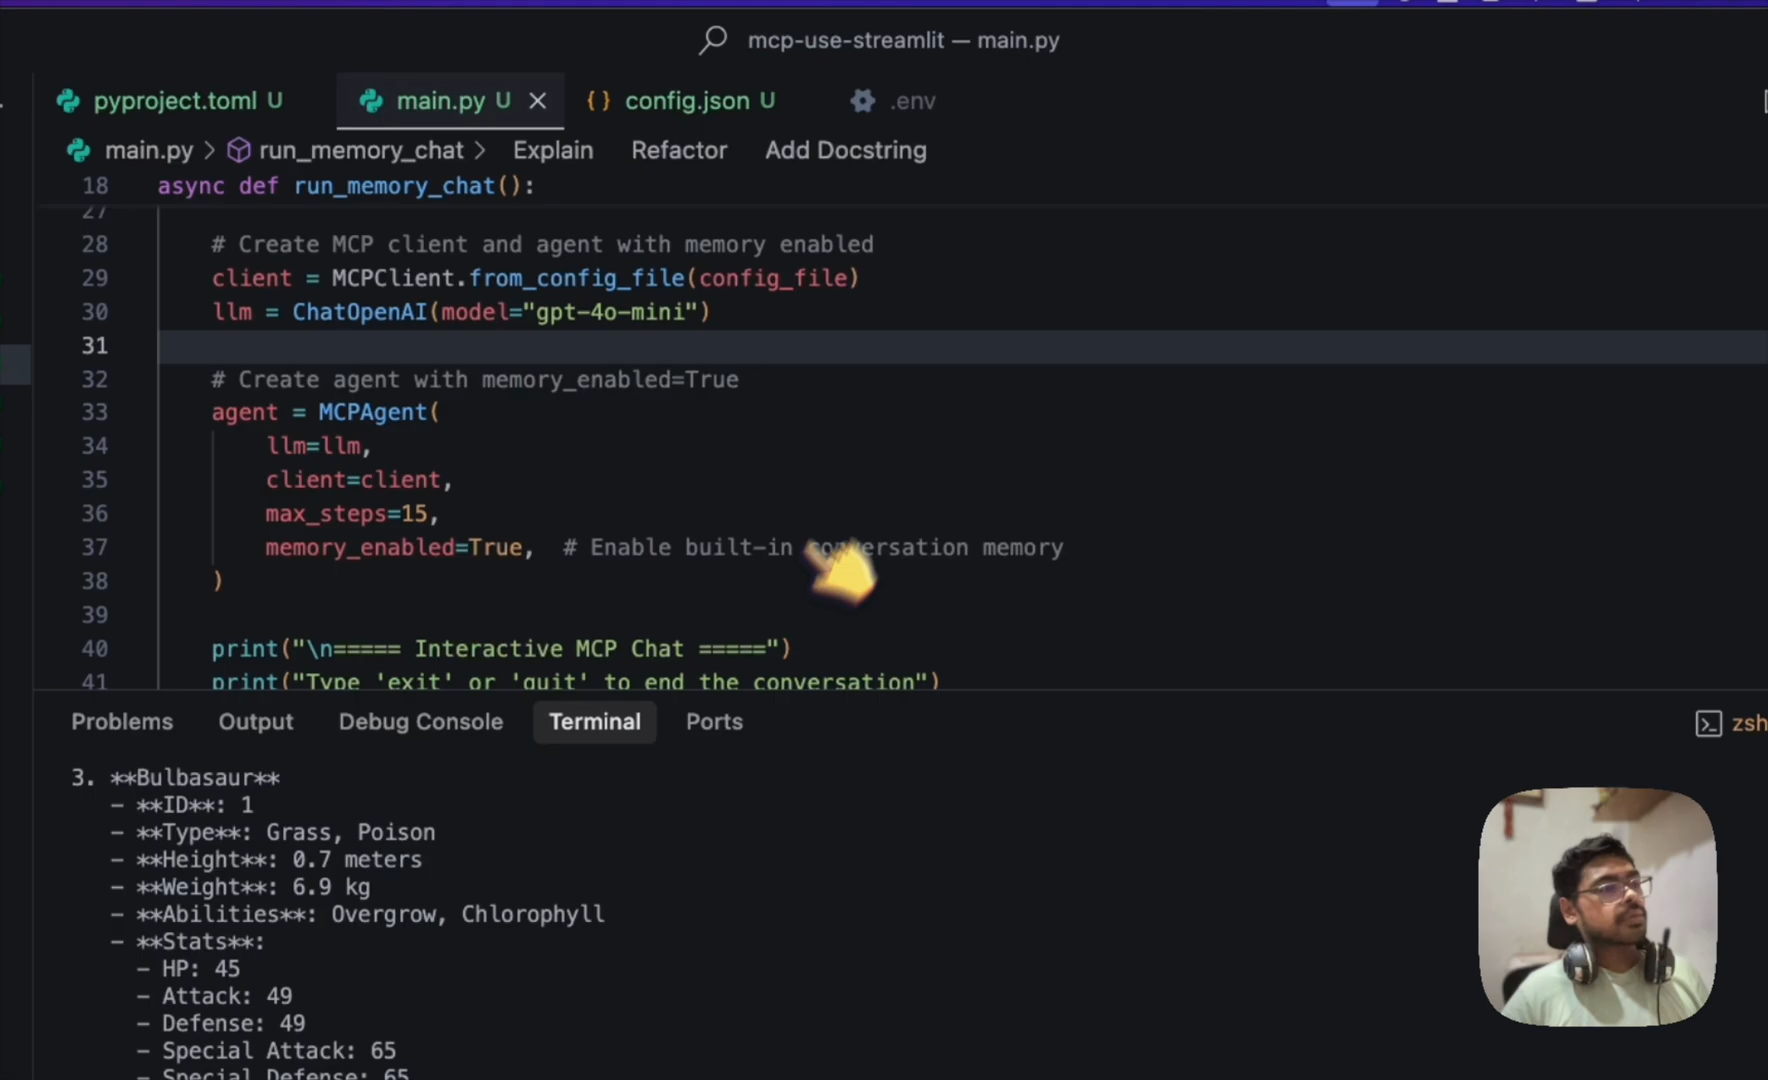 mcp-use-streamlit — main.py
pyproject.toml U
main.py U
{} config.json U
.env
main.py > run_memory_chat > Explain Refactor Add Docstring
18 async def run_memory_chat():
27
28 # Create MCP client and agent with memory enabled
29 client = MCPClient.from_config_file(config_file)
30 llm = ChatOpenAI(model="gpt-4o-mini")
31
32 # Create agent with memory_enabled=True
33 agent = MCPAgent(
34 llm=llm,
35 client=client,
36 max_steps=15,
37 memory_enabled=True, # Enable built-in conversation memory
38 )
39
40 print("\n===== Interactive MCP Chat =====")
41 print("Type 'exit' or 'quit' to end the conversation")
Problems Output Debug Console Terminal Ports
zsh
3. **Bulbasaur**
– **ID**: 1
– **Type**: Grass, Poison
– **Height**: 0.7 meters
– **Weight**: 6.9 kg
– **Abilities**: Overgrow, Chlorophyll
– **Stats**:
– HP: 45
– Attack: 49
– Defense: 49
– Special Attack: 65
– Special Defense: 65